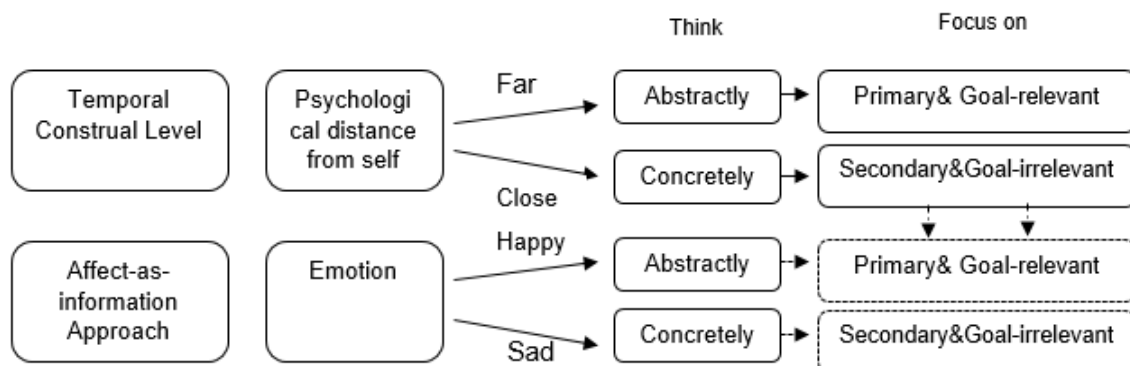 Think
Focus on
Temporal
Construal Level
Psychologi
cal distance
from self
Far
Close
Abstractly
Primary& Goal-relevant
Concretely
Secondary&Goal-irrelevant
Affect-as-
information
Approach
Emotion
Happy
Sad
Abstractly
Primary& Goal-relevant
Concretely
Secondary&Goal-irrelevant